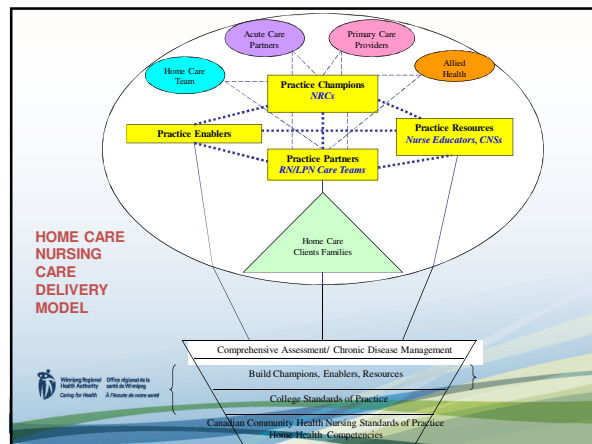 Acute Care
Partners
Primary Care
Providers
Home Care
Team
Allied
Health
Practice Champions
NRCs
Practice Enablers
Practice Resources
Nurse Educators, CNSs
Practice Partners
RN/LPN Care Teams
Home Care
Clients Families
HOME CARE
NURSING
CARE
DELIVERY
MODEL
Comprehensive Assessment/ Chronic Disease Management
Build Champions, Enablers, Resources
College Standards of Practice
Canadian Community Health Nursing Standards of Practice
Home Health Competencies
Winnipeg Regional Office régional de la
Health Authority santé de Winnipeg
Caring for Health À l'écoute de notre santé